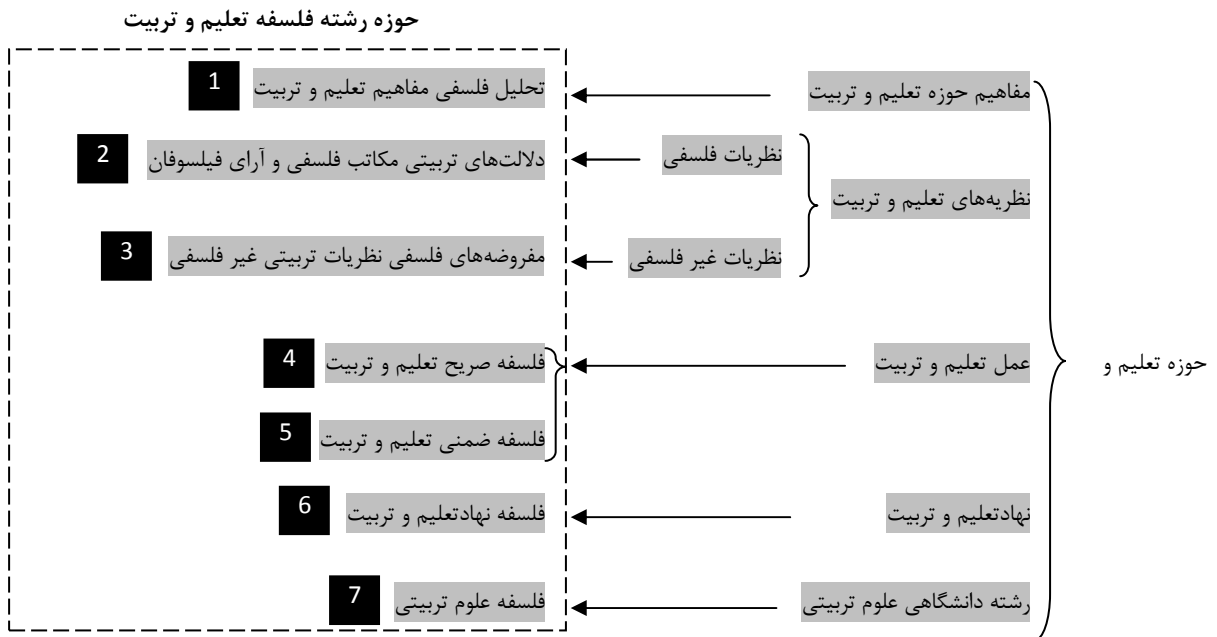 حوزه رشته فلسفه تعلیم و تربیت
مفاهیم حوزه تعلیم و تربیت
تحلیل فلسفی مفاهیم تعلیم و تربیت
1
نظریات فلسفی
دلالت‌های تربیتی مکاتب فلسفی و آرای فیلسوفان
2
نظریه‌های تعلیم و تربیت
نظریات غیر فلسفی
مفروضه‌های فلسفی نظریات تربیتی غیر فلسفی
3
حوزه تعلیم و
عمل تعلیم و تربیت
فلسفه صریح تعلیم و تربیت
4
فلسفه ضمنی تعلیم و تربیت
5
نهادتعلیم و تربیت
فلسفه نهادتعلیم و تربیت
6
رشته دانشگاهی علوم تربیتی
فلسفه علوم تربیتی
7